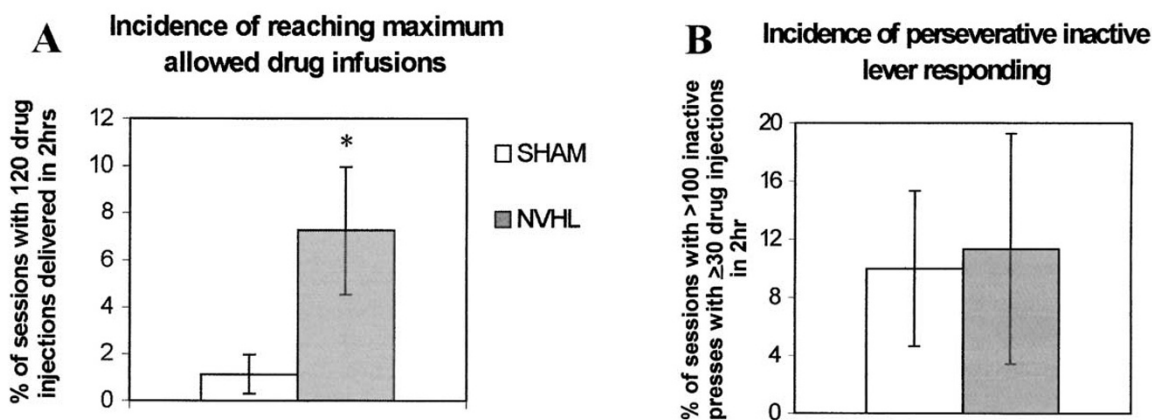 A
Incidence of reaching maximum
allowed drug infusions
% of sessions with 120 drug
injections delivered in 2hrs
12
10
8
6
4
2
0
*
SHAM
NVHL
B
Incidence of perseverative inactive
lever responding
% of sessions with >100 inactive
presses with ≥30 drug injections
in 2hr
20
16
12
8
4
0